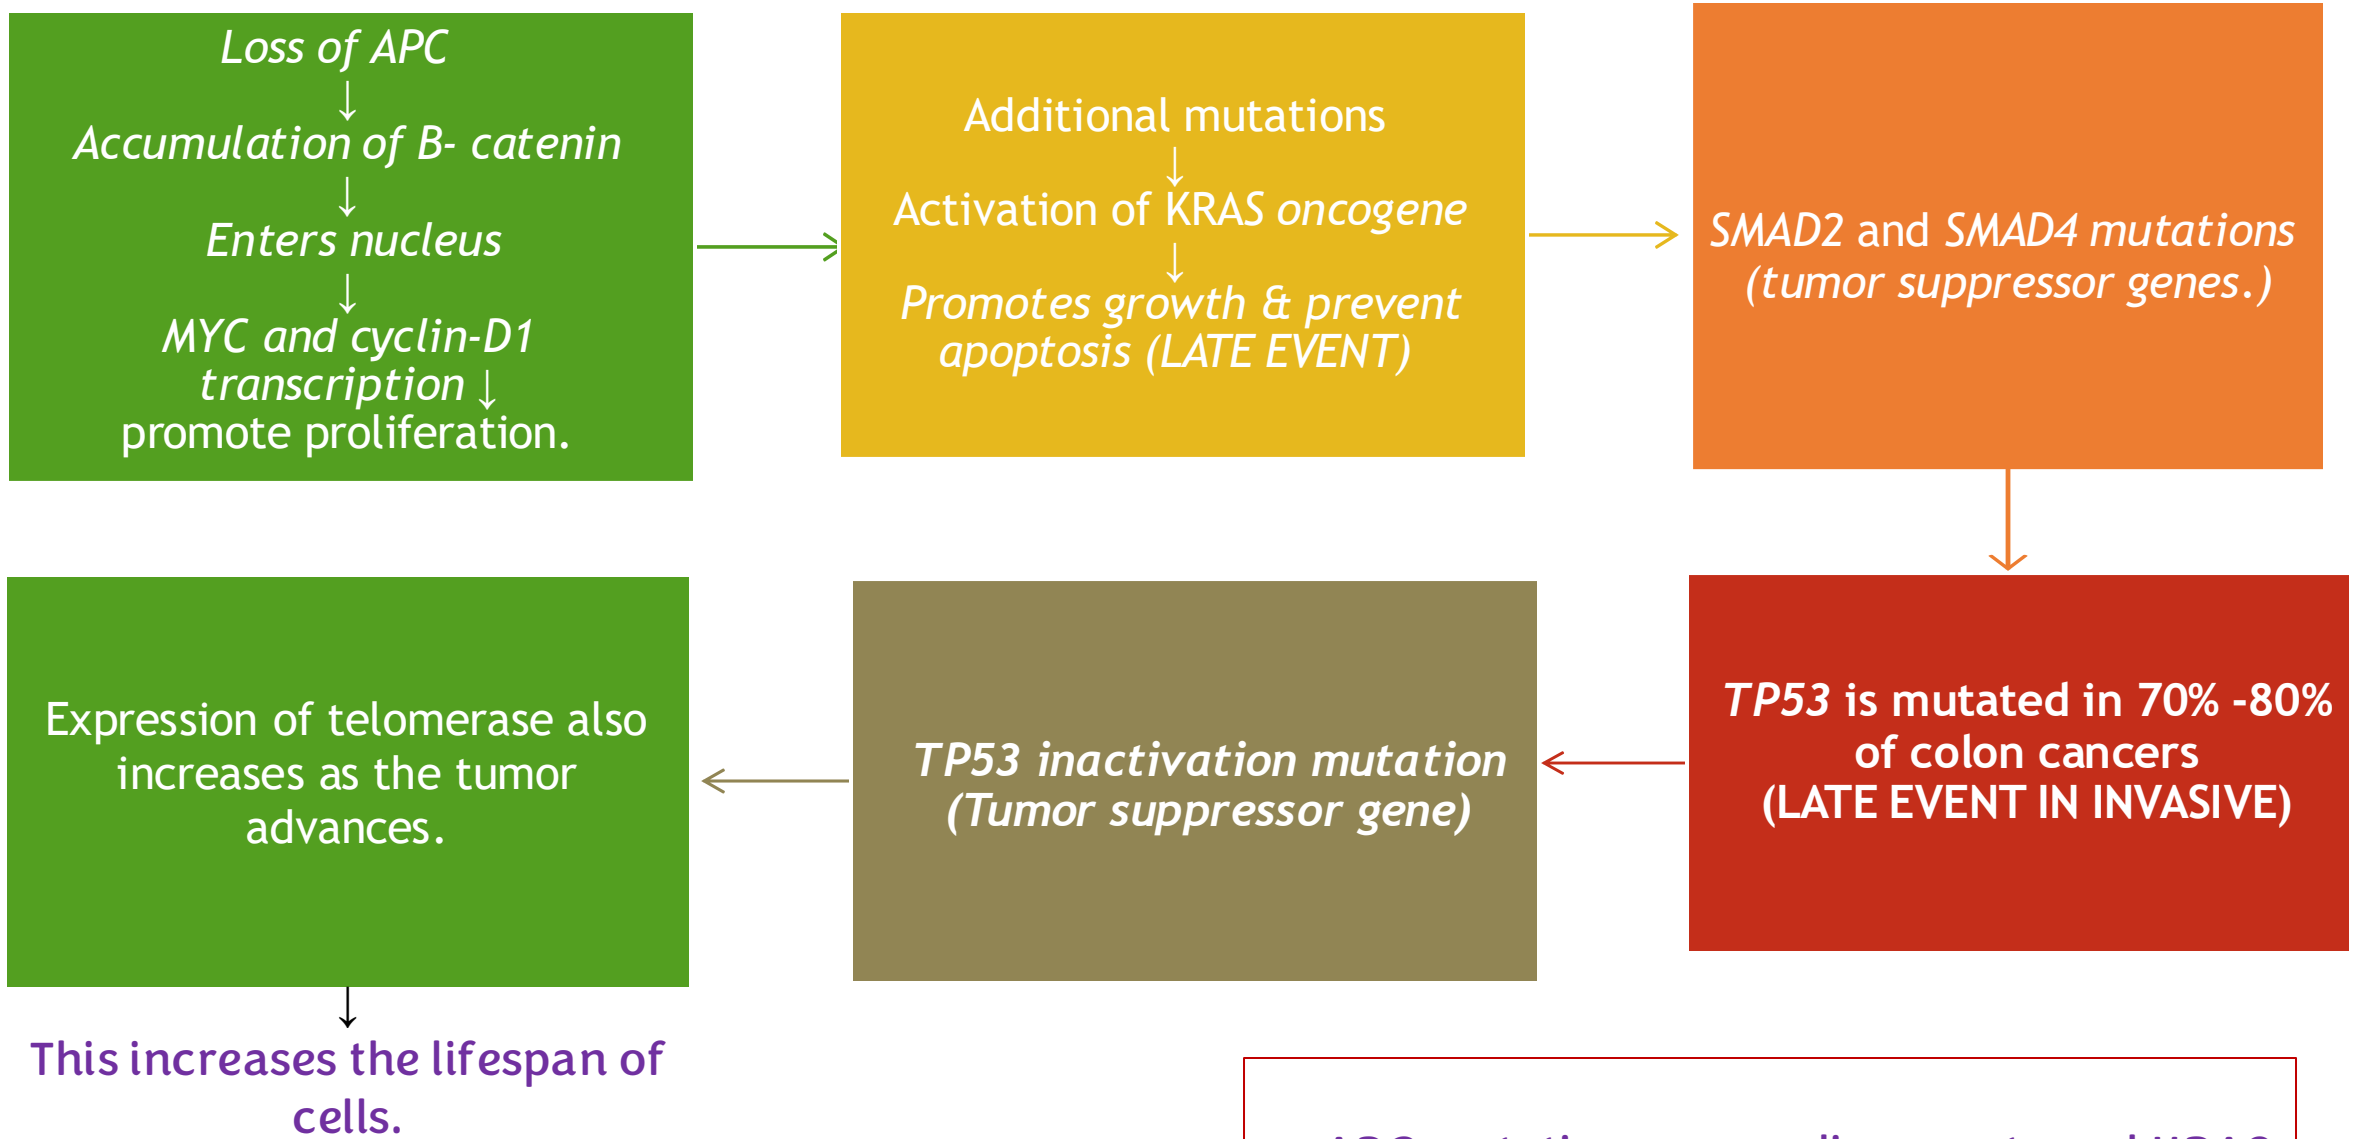 Loss of APC
↓
Accumulation of B- catenin
↓
Enters nucleus
↓
MYC and cyclin-D1
transcription ↓
promote proliferation.
Additional mutations
↓
Activation of KRAS oncogene
↓
Promotes growth & prevent
apoptosis (LATE EVENT)
SMAD2 and SMAD4 mutations
(tumor suppressor genes.)
TP53 is mutated in 70% -80%
of colon cancers
(LATE EVENT IN INVASIVE)
TP53 inactivation mutation
(Tumor suppressor gene)
Expression of telomerase also
increases as the tumor
advances.
↓
This increases the lifespan of
cells.